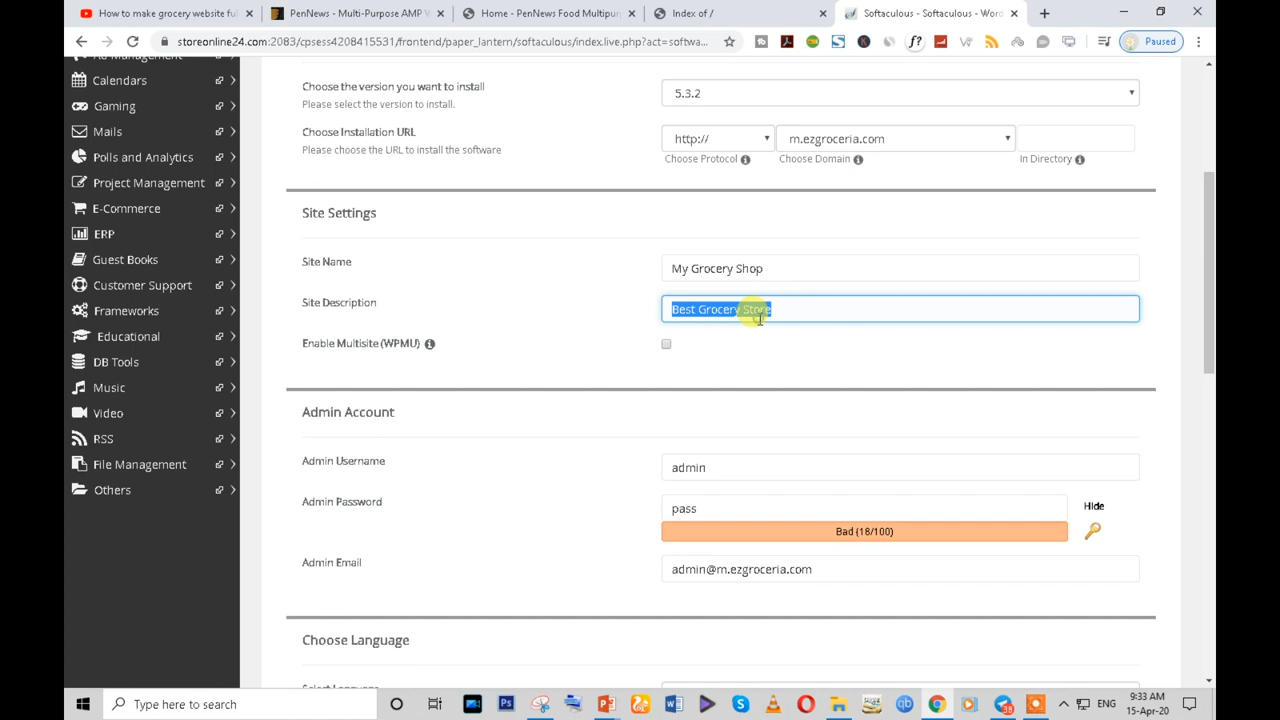 How to make grocery website ful
PenNews - Multi-Purpose AMP W
Home - PenNews Food Multipurp
Index of /
Softaculous - Softaculous - Wordp
storeonline24.com:2083/cpsess4208415531/frontend/paper_lantern/softaculous/index.live.php?act=softwa...
Paused
Ad Management
Calendars
Gaming
Mails
Polls and Analytics
Project Management
E-Commerce
ERP
Guest Books
Customer Support
Frameworks
Educational
DB Tools
Music
Video
RSS
File Management
Others
Choose the version you want to install
Please select the version to install.
5.3.2
Choose Installation URL
Please choose the URL to install the software
http://
m.ezgroceria.com
Choose Protocol
Choose Domain
In Directory
Site Settings
Site Name
My Grocery Shop
Site Description
Best Grocery Store
Enable Multisite (WPMU)
Admin Account
Admin Username
admin
Admin Password
pass
Hide
Bad (18/100)
Admin Email
admin@m.ezgroceria.com
Choose Language
Select Language
Type here to search
ENG
9:33 AM
15-Apr-20